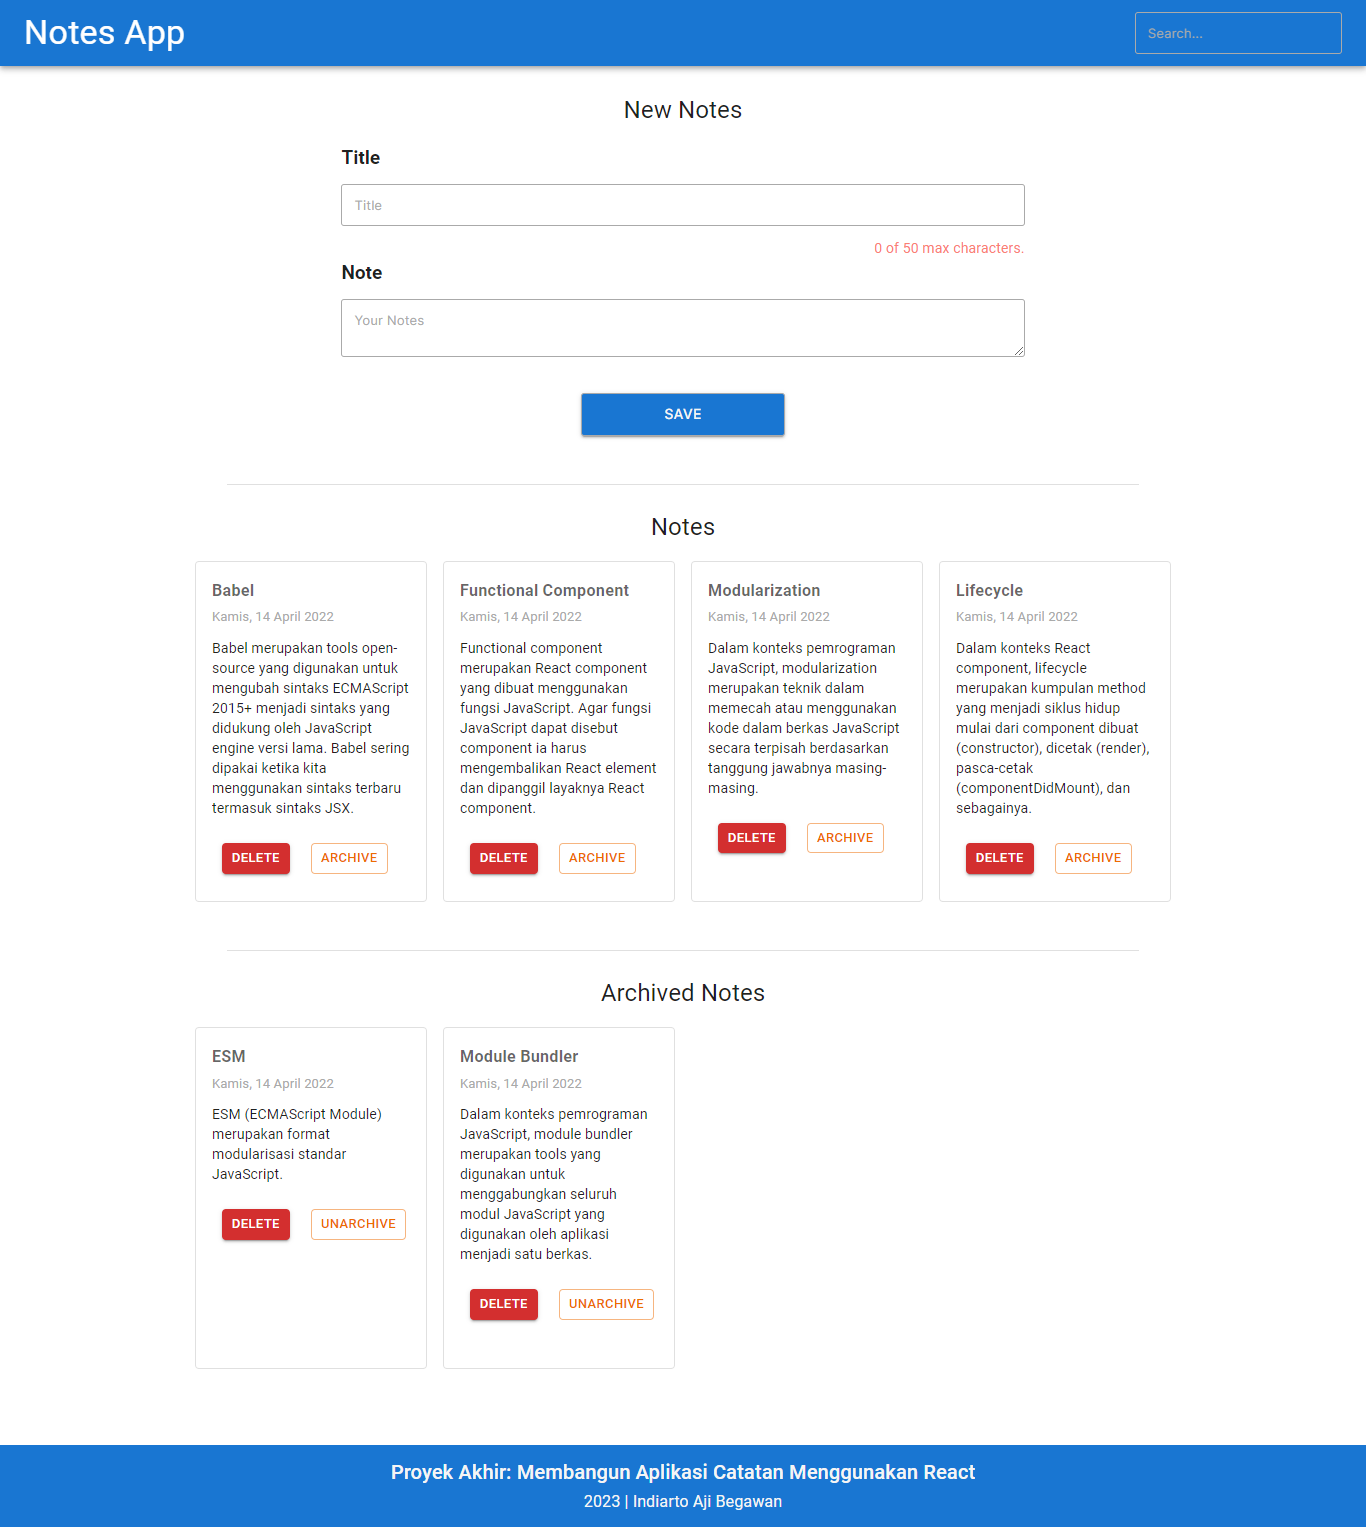 Notes App
Search...
New Notes
Title
Title
0 of 50 max characters.
Note
Your Notes
SAVE
Notes
Babel
Kamis, 14 April 2022
Babel merupakan tools open-
source yang digunakan untuk
mengubah sintaks ECMAScript
2015+ menjadi sintaks yang
didukung oleh JavaScript
engine versi lama. Babel sering
dipakai ketika kita
menggunakan sintaks terbaru
termasuk sintaks JSX.
DELETE
ARCHIVE
Functional Component
Kamis, 14 April 2022
Functional component
merupakan React component
yang dibuat menggunakan
fungsi JavaScript. Agar fungsi
JavaScript dapat disebut
component ia harus
mengembalikan React element
dan dipanggil layaknya React
component.
DELETE
ARCHIVE
Modularization
Kamis, 14 April 2022
Dalam konteks pemrograman
JavaScript, modularization
merupakan teknik dalam
memecah atau menggunakan
kode dalam berkas JavaScript
secara terpisah berdasarkan
tanggung jawabnya masing-
masing.
DELETE
ARCHIVE
Lifecycle
Kamis, 14 April 2022
Dalam konteks React
component, lifecycle
merupakan kumpulan method
yang menjadi siklus hidup
mulai dari component dibuat
(constructor), dicetak (render),
pasca-cetak
(componentDidMount), dan
sebagainya.
DELETE
ARCHIVE
Archived Notes
ESM
Kamis, 14 April 2022
ESM (ECMAScript Module)
merupakan format
modularisasi standar
JavaScript.
DELETE
UNARCHIVE
Module Bundler
Kamis, 14 April 2022
Dalam konteks pemrograman
JavaScript, module bundler
merupakan tools yang
digunakan untuk
menggabungkan seluruh
modul JavaScript yang
digunakan oleh aplikasi
menjadi satu berkas.
DELETE
UNARCHIVE
Proyek Akhir: Membangun Aplikasi Catatan Menggunakan React
2023 | Indiarto Aji Begawan